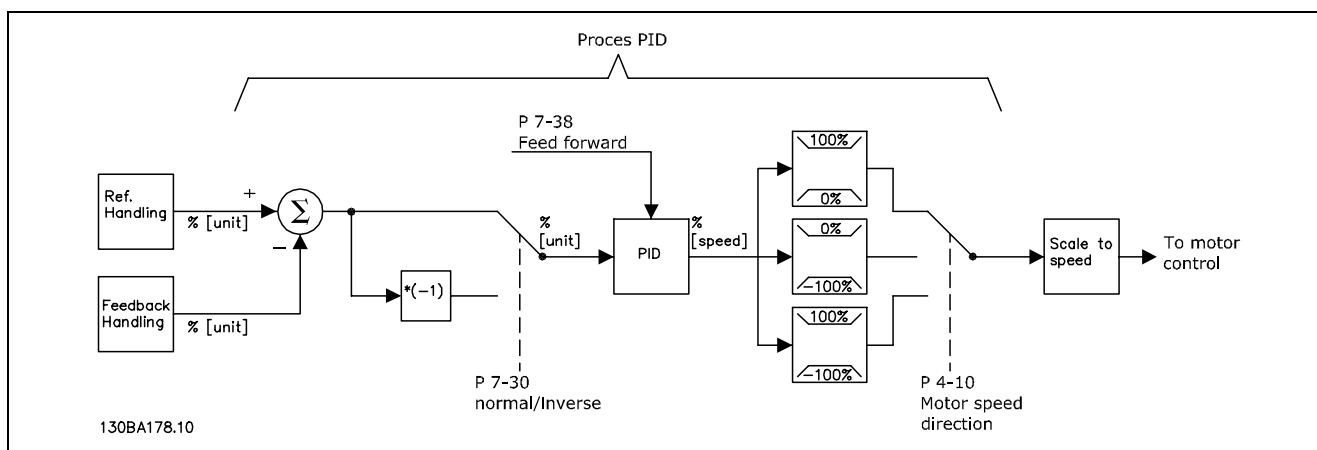 Proces PID
P 7-38
Feed forward
100%
0%
Ref.
Handling
+
% [unit]
Σ
−
%
[unit]
PID
%
[speed]
0%
−100%
Scale to
speed
To motor
control
Feedback
Handling
% [unit]
*(-1)
100%
−100%
P 7-30
normal/Inverse
P 4-10
Motor speed
direction
130BA178.10